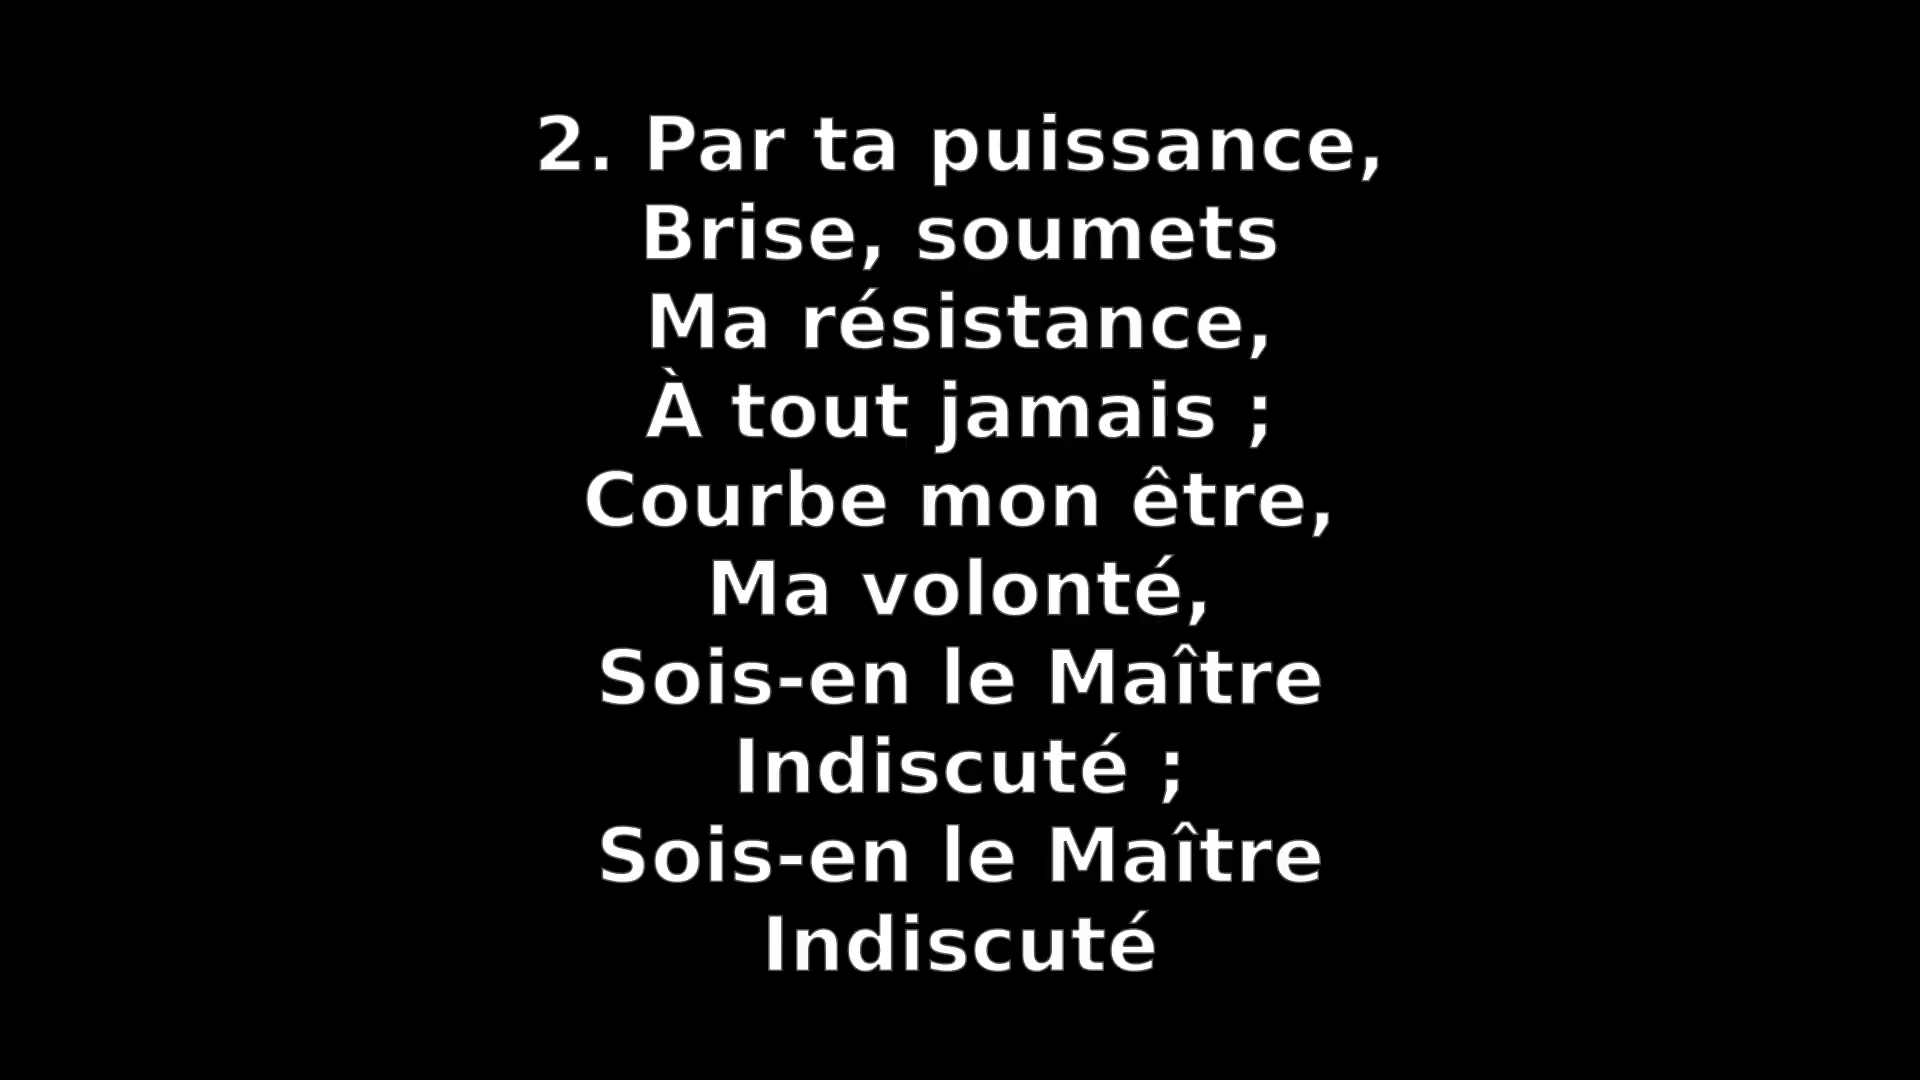 2. Par ta puissance,
Brise, soumets
Ma résistance,
À tout jamais ;
Courbe mon être,
Ma volonté,
Sois-en le Maître
Indiscuté ;
Sois-en le Maître
Indiscuté